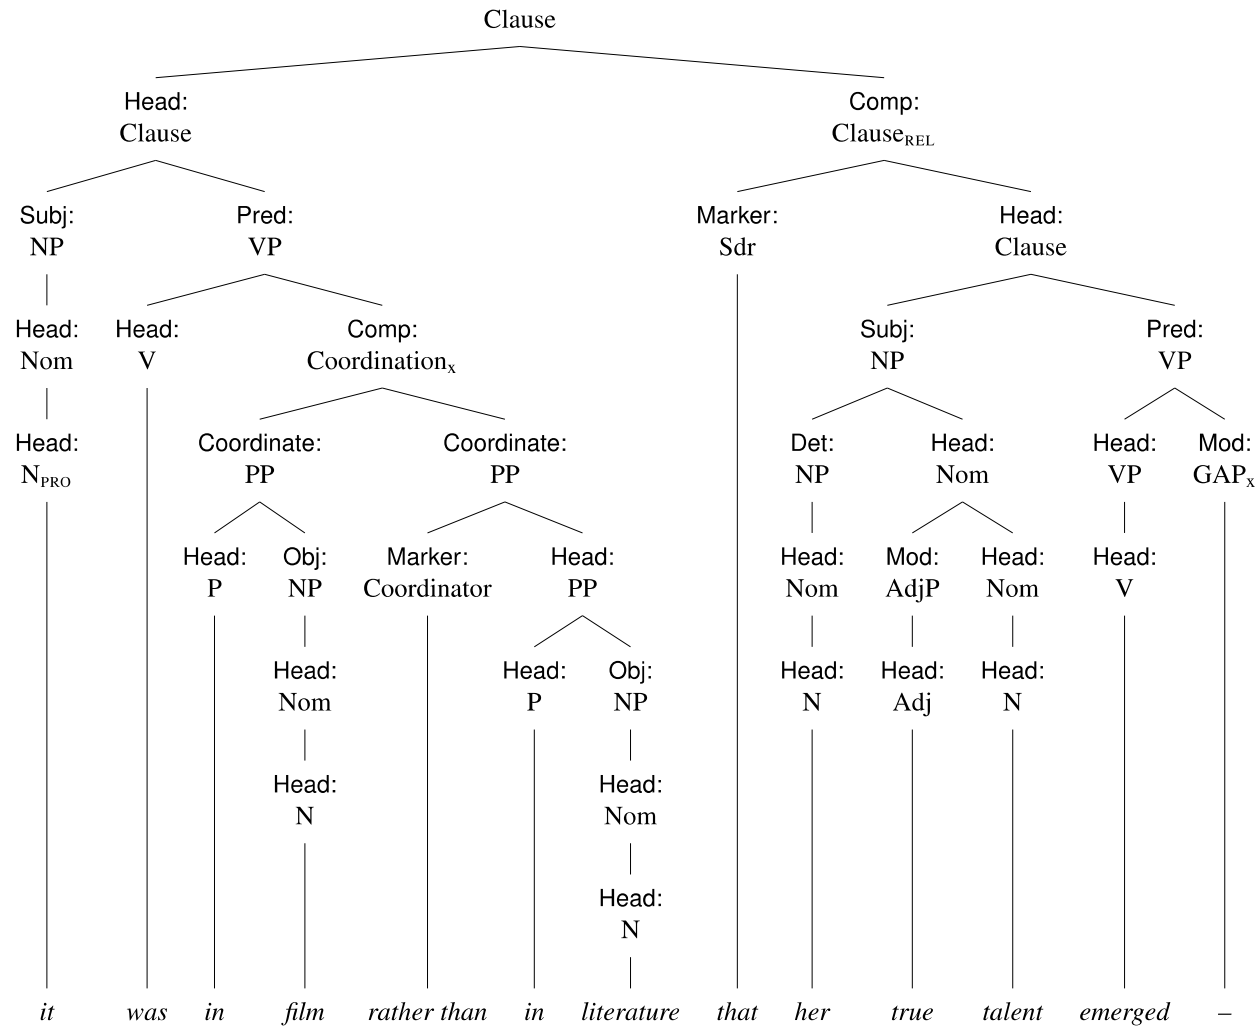 Clause
Head: Comp:
Clause ClauseREL
Subj: Pred: Marker: Head:
NP VP Sdr Clause
Head: Head: Comp: Subj: Pred:
Nom V Coordinationx NP VP
Head: Coordinate: Coordinate: Det: Head: Head: Mod:
NPRO PP PP NP Nom VP GAPx
Head: Obj: Marker: Head: Head: Mod: Head: Head:
P NP Coordinator PP Nom AdjP Nom V
Head: Head: Obj: Head: Head: Head:
Nom P NP N Adj N
Head: Head:
N Nom
Head:
N
it was in film rather than in literature that her true talent emerged –